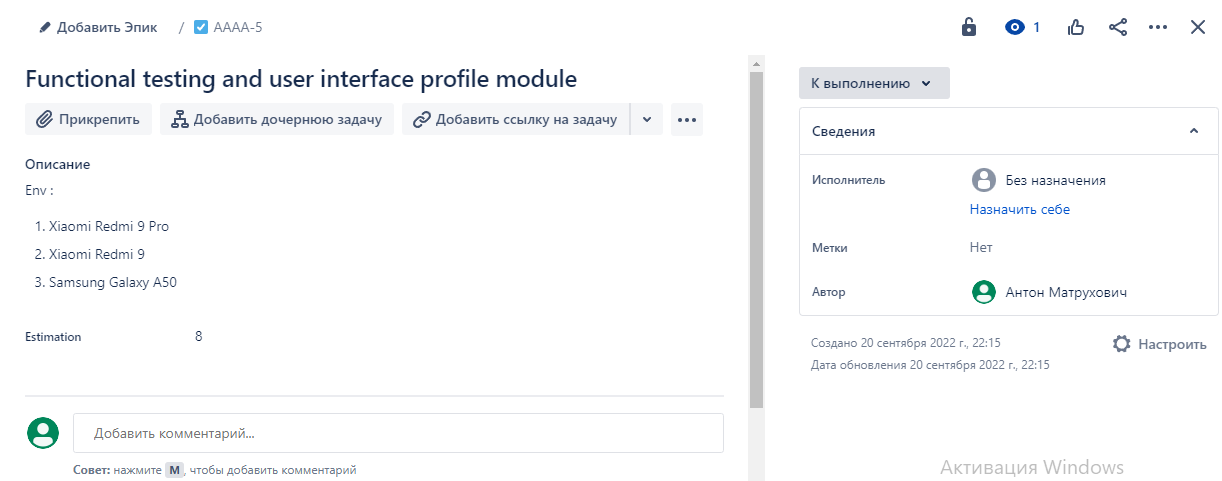 Добавить Эпик / AAAA-5
1
Functional testing and user interface profile module
Прикрепить Добавить дочернюю задачу Добавить ссылку на задачу
Описание
Env :
1. Xiaomi Redmi 9 Pro
2. Xiaomi Redmi 9
3. Samsung Galaxy A50
Estimation 8
Добавить комментарий...
Совет: нажмите M, чтобы добавить комментарий
К выполнению
Сведения
Исполнитель Без назначения
Назначить себе
Метки Нет
Автор Антон Матрухович
Создано 20 сентября 2022 г., 22:15
Настроить
Дата обновления 20 сентября 2022 г., 22:15
Активация Windows